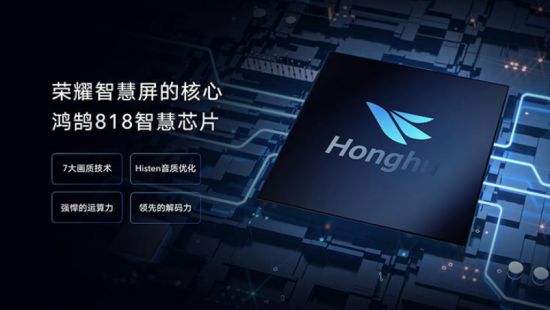 荣耀智慧屏的核心
鸿鹄818智慧芯片
7大画质技术
Histen音质优化
强悍的运算力
领先的解码力
Honghu